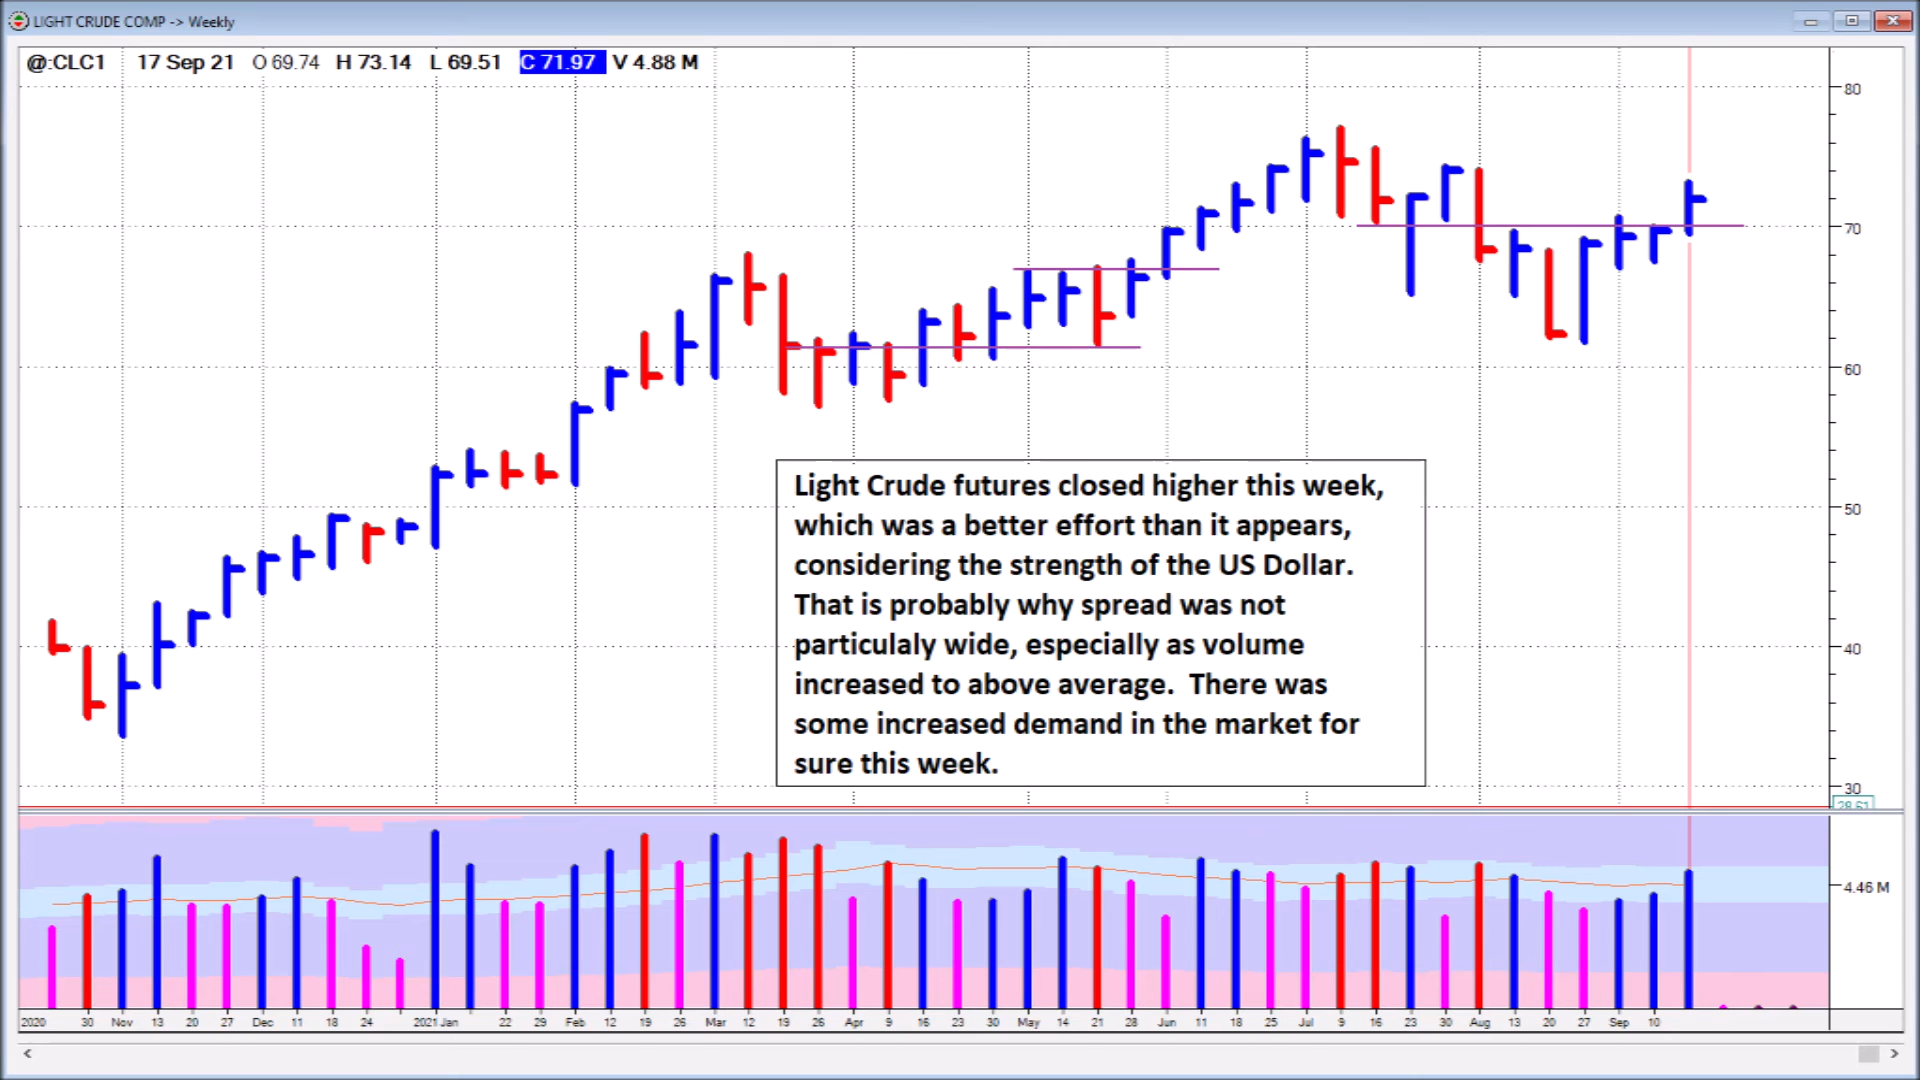 LIGHT CRUDE COMP -> Weekly
@:CLC1 17 Sep 21 O 69.74 H 73.14 L 69.51 C 71.97 V 4.88 M
80
70
60
50
40
30
28.61
Light Crude futures closed higher this week,
which was a better effort than it appears,
considering the strength of the US Dollar.
That is probably why spread was not
particulaly wide, especially as volume
increased to above average. There was
some increased demand in the market for
sure this week.
4.46 M
2020 30 Nov 13 20 27 Dec 11 18 24 2021 Jan 22 29 Feb 12 19 26 Mar 12 19 26 Apr 9 16 23 30 May 14 21 28 Jun 11 18 25 Jul 9 16 23 30 Aug 13 20 27 Sep 10